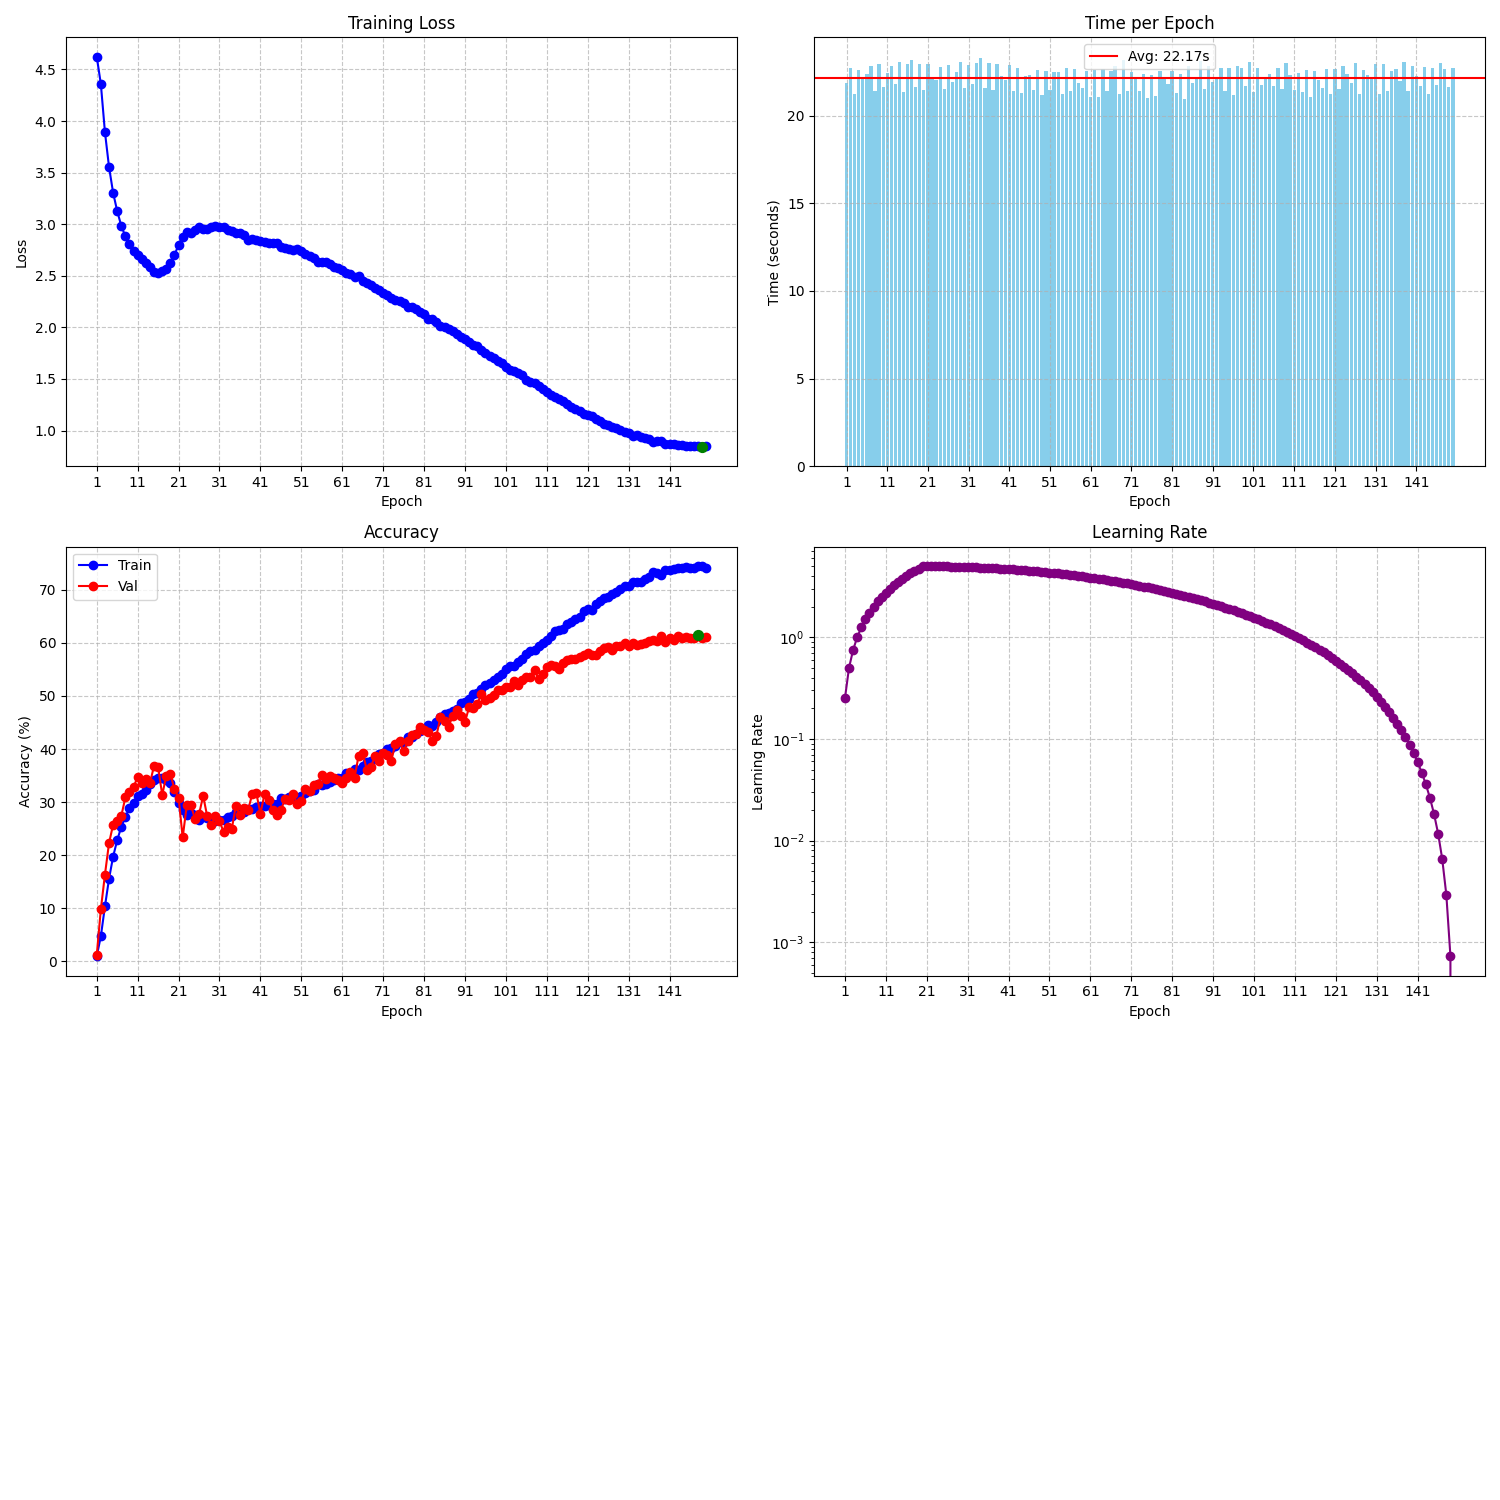 Training Loss
4.5
4.0
3.5
3.0
2.5
2.0
1.5
1.0
Loss
1 11 21 31 41 51 61 71 81 91 101 111 121 131 141
Epoch
Time per Epoch
Avg: 22.17s
20
15
10
5
0
Time (seconds)
1 11 21 31 41 51 61 71 81 91 101 111 121 131 141
Epoch
Accuracy
Train
Val
70
60
50
40
30
20
10
0
Accuracy (%)
1 11 21 31 41 51 61 71 81 91 101 111 121 131 141
Epoch
Learning Rate
10⁰
10⁻¹
10⁻²
10⁻³
Learning Rate
1 11 21 31 41 51 61 71 81 91 101 111 121 131 141
Epoch